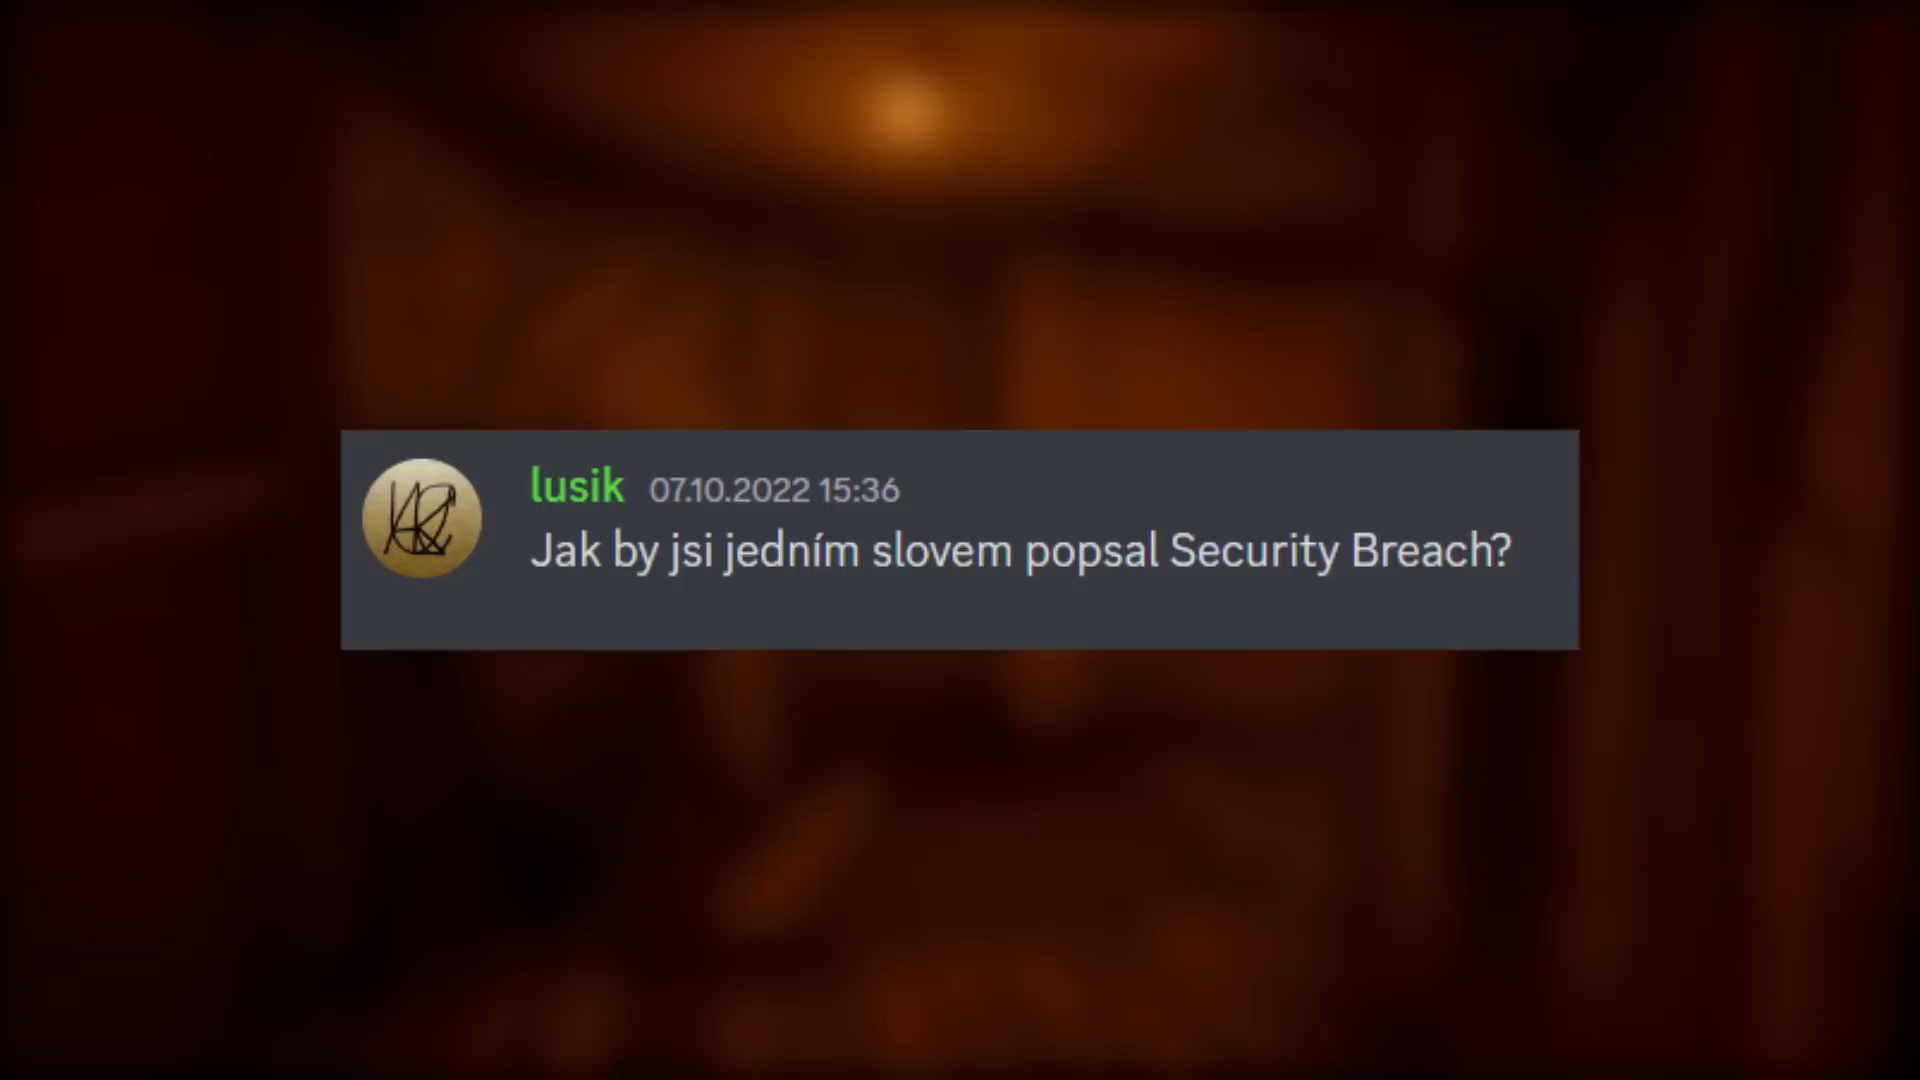 lusik 07.10.2022 15:36
Jak by jsi jedním slovem popsal Security Breach?